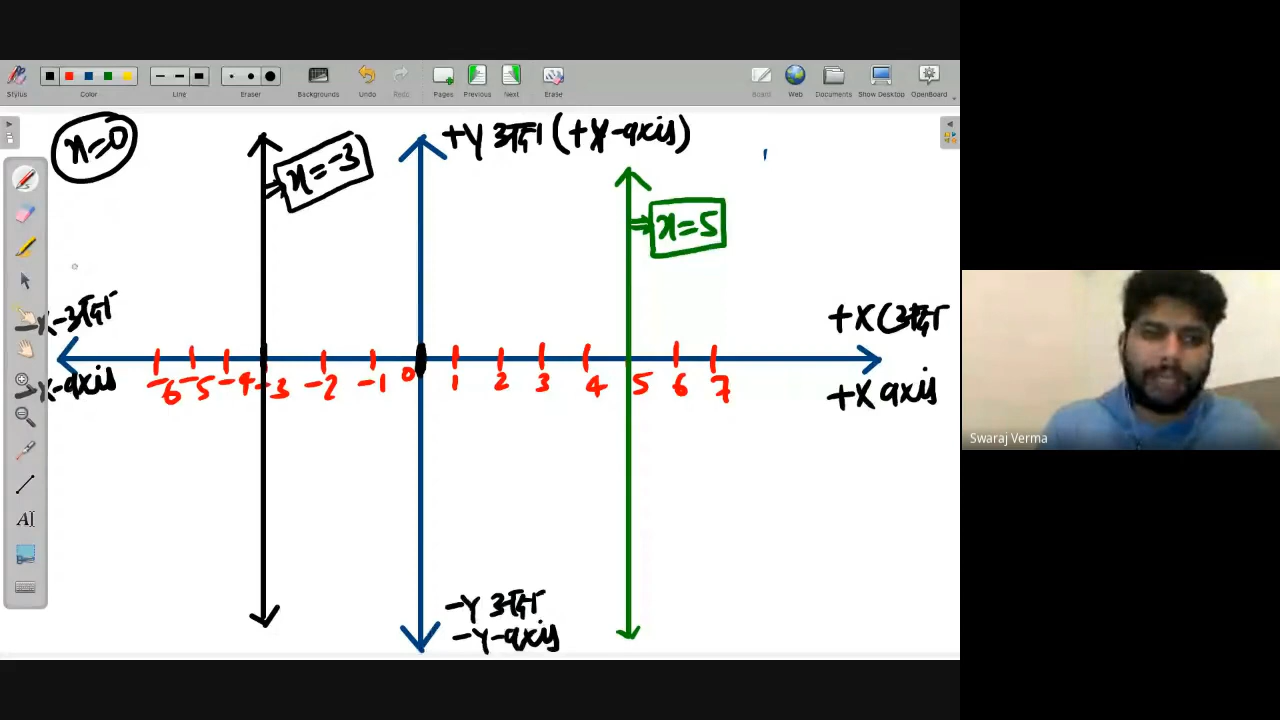 Stylus Color Line Eraser Backgrounds Undo Redo Pages Previous Next Erase Board Web Documents Show Desktop OpenBoard
x=0
x=-3
+Y अक्ष (+Y-axis)
x=5
-X अक्ष
+X (अक्ष
-6 -5 -4 -3 -2 -1 0 1 2 3 4 5 6 7
-X-axis
+X axis
-Y अक्ष
-Y-axis
Swaraj Verma